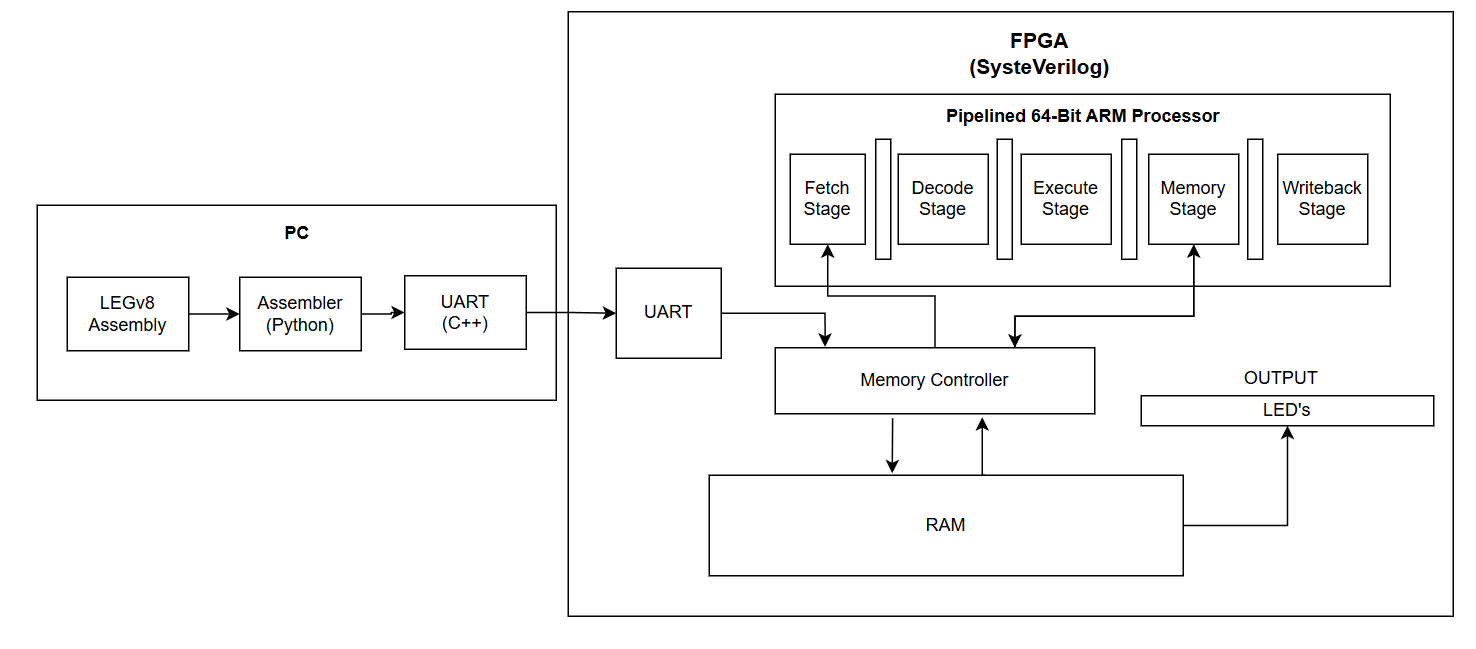 FPGA
(SysteVerilog)
Pipelined 64-Bit ARM Processor
Fetch
Stage
Decode
Stage
Execute
Stage
Memory
Stage
Writeback
Stage
PC
LEGv8
Assembly
Assembler
(Python)
UART
(C++)
UART
Memory Controller
OUTPUT
LED's
RAM